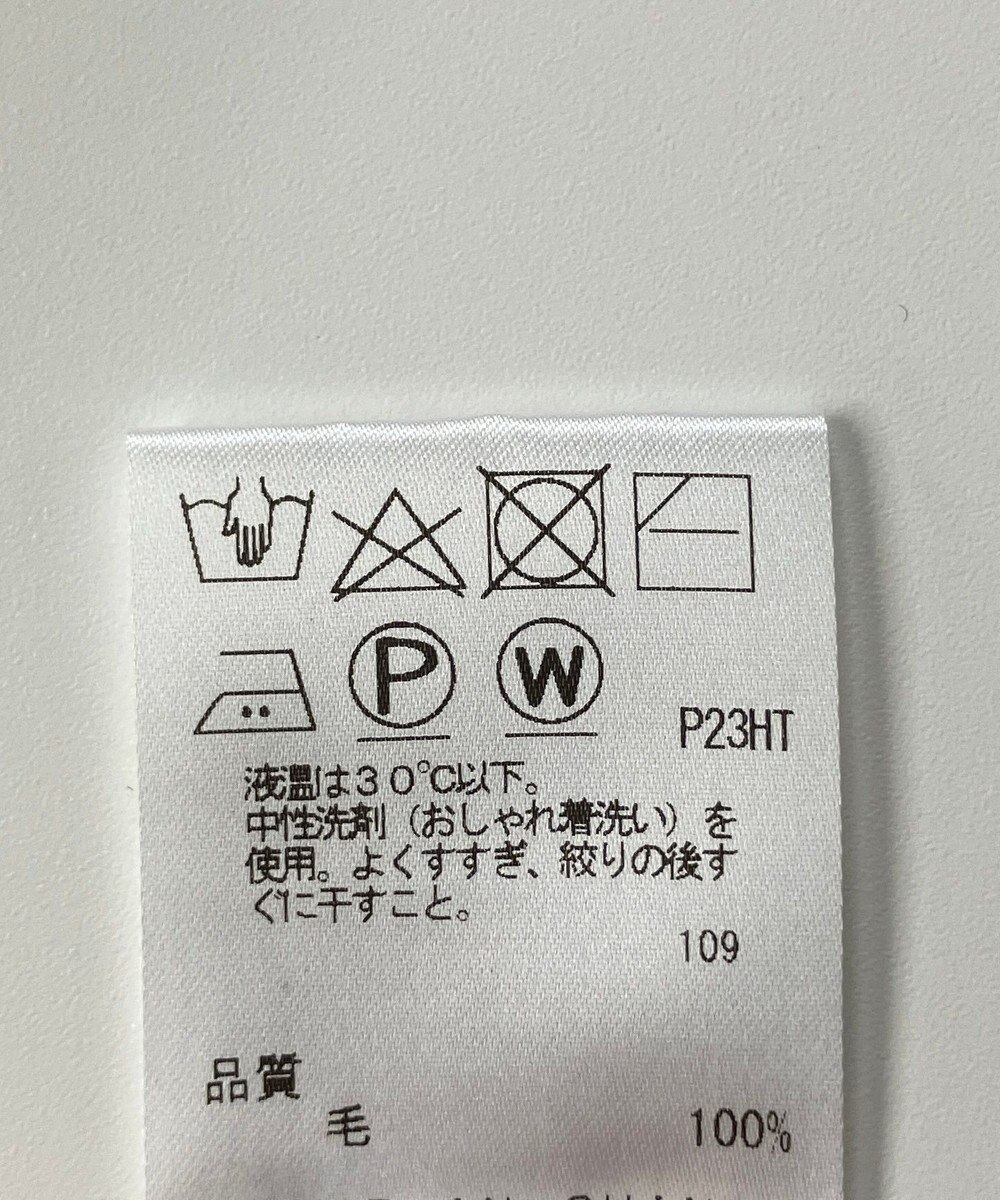 P W P23HT
液温は30℃以下。
中性洗剤（おしゃれ着洗い）を
使用。よくすすぎ、絞りの後す
ぐに干すこと。
109
品質
毛 100%